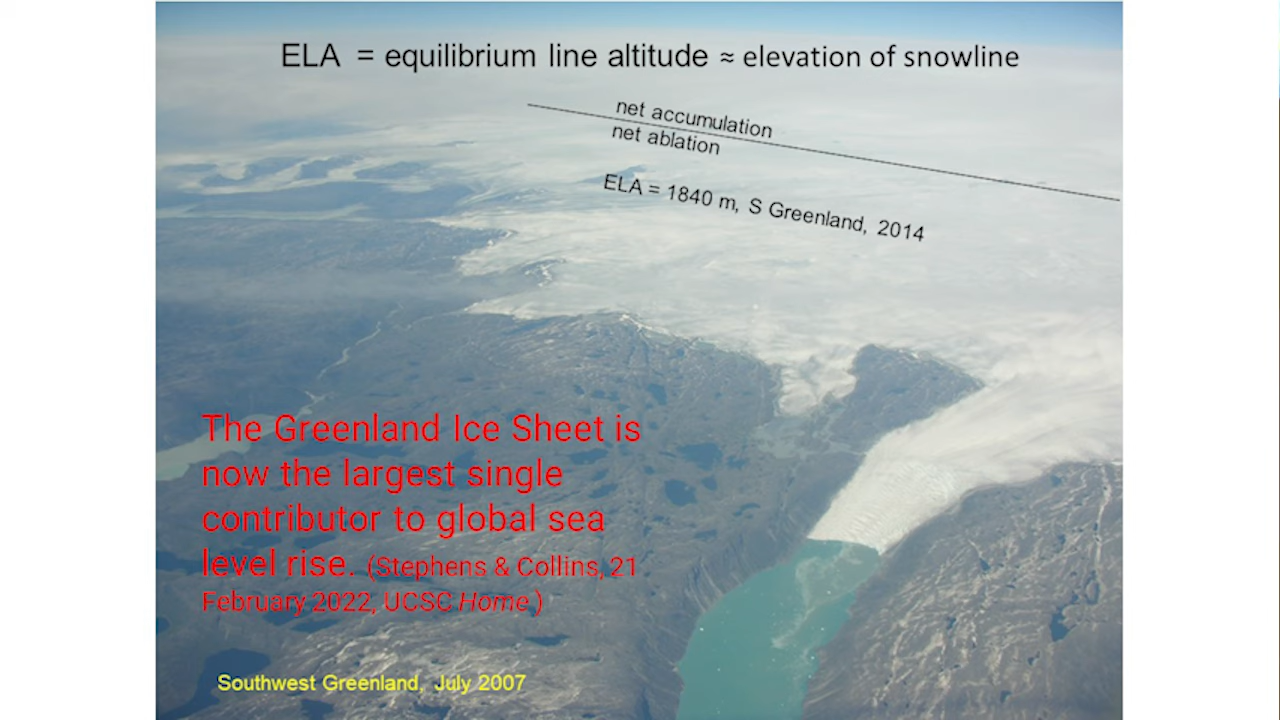 ELA = equilibrium line altitude ≈ elevation of snowline
net accumulation
net ablation
ELA = 1840 m, S Greenland, 2014
The Greenland Ice Sheet is
now the largest single
contributor to global sea
level rise. (Stephens & Collins, 21
February 2022, UCSC Home )
Southwest Greenland, July 2007